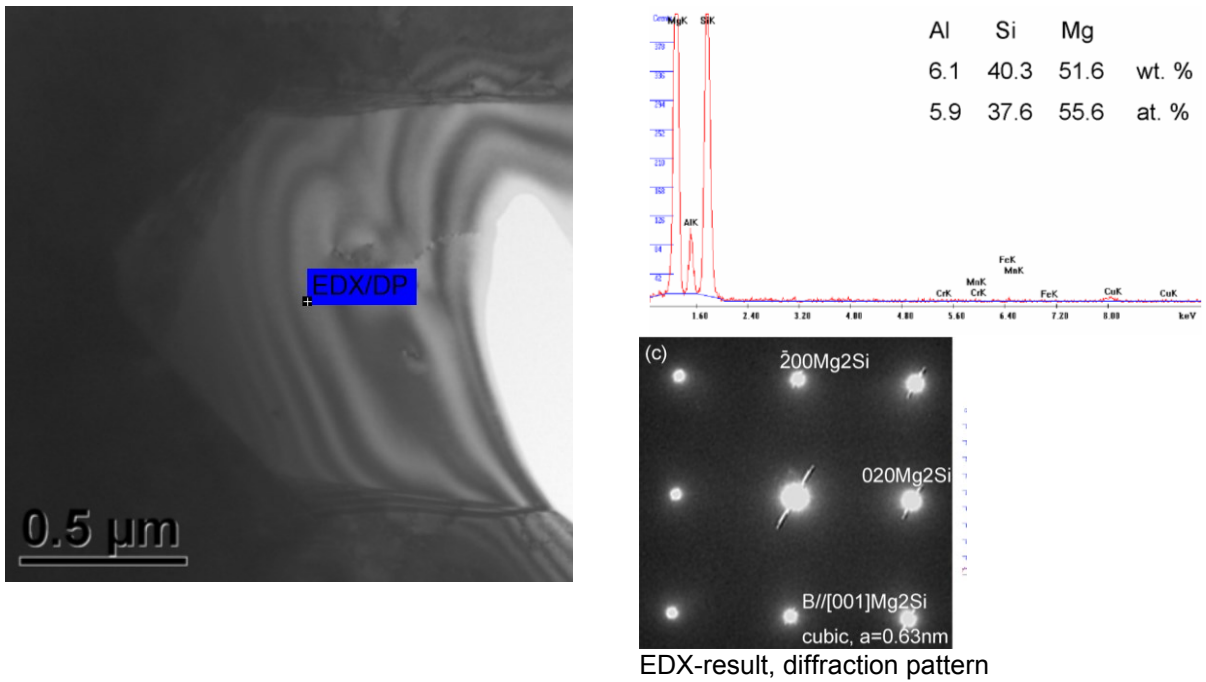 EDX/DP
0.5 µm
MgK
SiK
Al Si Mg
6.1 40.3 51.6 wt. %
5.9 37.6 55.6 at. %
AlK
FeK
MnK
MnK
CrK CrK FeK CuK CuK
1.60 2.40 3.20 4.00 4.80 5.60 6.40 7.20 8.00 keV
(c)
2̄00Mg2Si
020Mg2Si
B//[001]Mg2Si
cubic, a=0.63nm
EDX-result, diffraction pattern